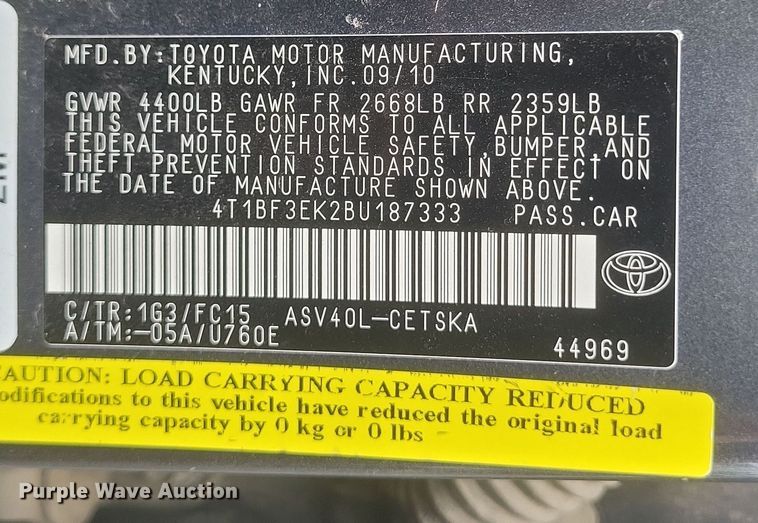 MFD.BY:TOYOTA MOTOR MANUFACTURING,
KENTUCKY,INC.09/10
GVWR 4400LB GAWR FR 2668LB RR 2359LB
THIS VEHICLE CONFORMS TO ALL APPLICABLE
FEDERAL MOTOR VEHICLE SAFETY,BUMPER,AND
THEFT PREVENTION STANDARDS IN EFFECT ON
THE DATE OF MANUFACTURE SHOWN ABOVE.
4T1BF3EK2BU187333 PASS.CAR
C/TR:1G3/FC15 ASV40L-CETSKA
A/TM:-05A/U760E
44969
CAUTION: LOAD CARRYING CAPACITY REDUCED
odifications to this vehicle have reduced the original load
carrying capacity by 0 kg or 0 lbs
Purple Wave Auction